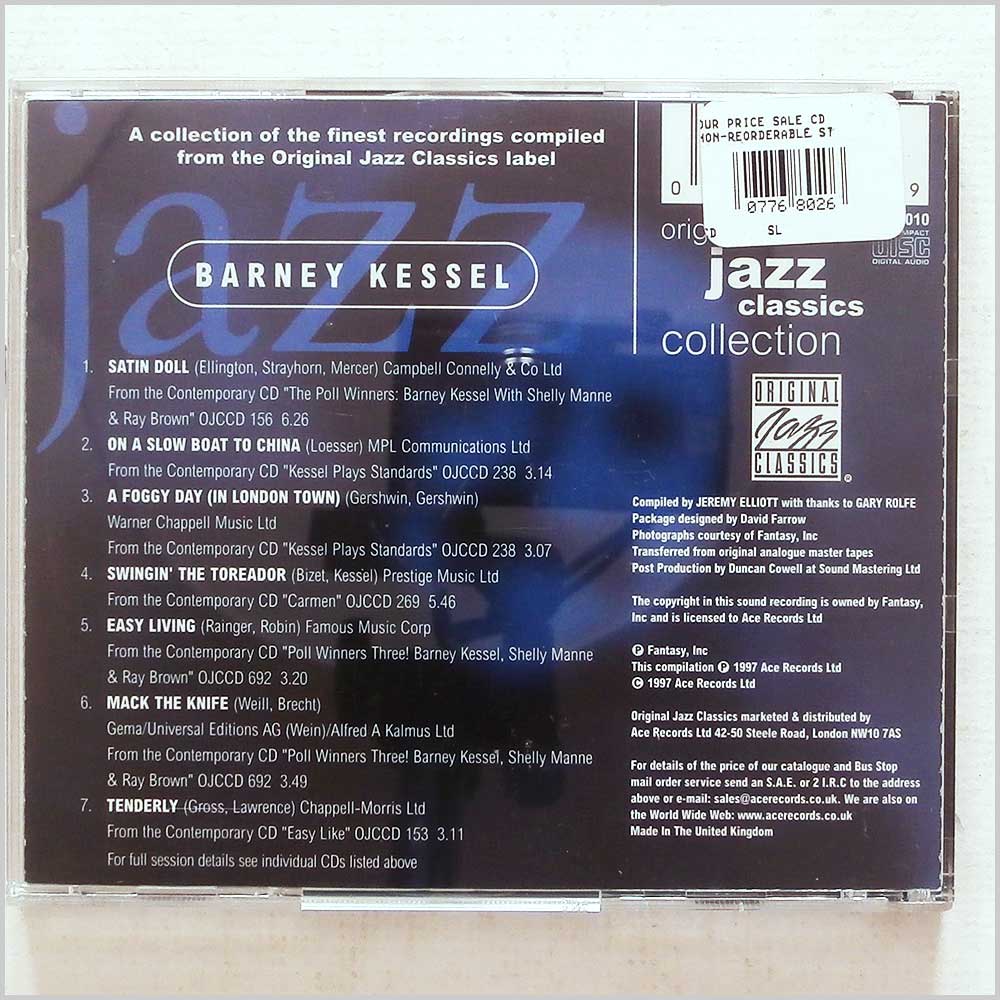 A collection of the finest recordings compiled
from the Original Jazz Classics label
jazz
BARNEY KESSEL
1. SATIN DOLL (Ellington, Strayhorn, Mercer) Campbell Connelly & Co Ltd
From the Contemporary CD "The Poll Winners: Barney Kessel With Shelly Manne
& Ray Brown" OJCCD 156 6.26
2. ON A SLOW BOAT TO CHINA (Loesser) MPL Communications Ltd
From the Contemporary CD "Kessel Plays Standards" OJCCD 238 3.14
3. A FOGGY DAY (IN LONDON TOWN) (Gershwin, Gershwin)
Warner Chappell Music Ltd
From the Contemporary CD "Kessel Plays Standards" OJCCD 238 3.07
4. SWINGIN' THE TOREADOR (Bizet, Kessel) Prestige Music Ltd
From the Contemporary CD "Carmen" OJCCD 269 5.46
5. EASY LIVING (Rainger, Robin) Famous Music Corp
From the Contemporary CD "Poll Winners Three! Barney Kessel, Shelly Manne
& Ray Brown" OJCCD 692 3.20
6. MACK THE KNIFE (Weill, Brecht)
Gema/Universal Editions AG (Wein)/Alfred A Kalmus Ltd
From the Contemporary CD "Poll Winners Three! Barney Kessel, Shelly Manne
& Ray Brown" OJCCD 692 3.49
7. TENDERLY (Gross, Lawrence) Chappell-Morris Ltd
From the Contemporary CD "Easy Like" OJCCD 153 3.11
For full session details see individual CDs listed above
OUR PRICE SALE CD
NON-REORDERABLE ST
0776 8026
SL
0 9
010
COMPACT
DISC
DIGITAL AUDIO
orig
jazz
classics
collection
ORIGINAL
Jazz
CLASSICS®
Compiled by JEREMY ELLIOTT with thanks to GARY ROLFE
Package designed by David Farrow
Photographs courtesy of Fantasy, Inc
Transferred from original analogue master tapes
Post Production by Duncan Cowell at Sound Mastering Ltd
The copyright in this sound recording is owned by Fantasy,
Inc and is licensed to Ace Records Ltd
℗ Fantasy, Inc
This compilation ℗ 1997 Ace Records Ltd
© 1997 Ace Records Ltd
Original Jazz Classics marketed & distributed by
Ace Records Ltd 42-50 Steele Road, London NW10 7AS
For details of the price of our catalogue and Bus Stop
mail order service send an S.A.E. or 2 I.R.C to the address
above or e-mail: sales@acerecords.co.uk. We are also on
the World Wide Web: www.acerecords.co.uk
Made In The United Kingdom